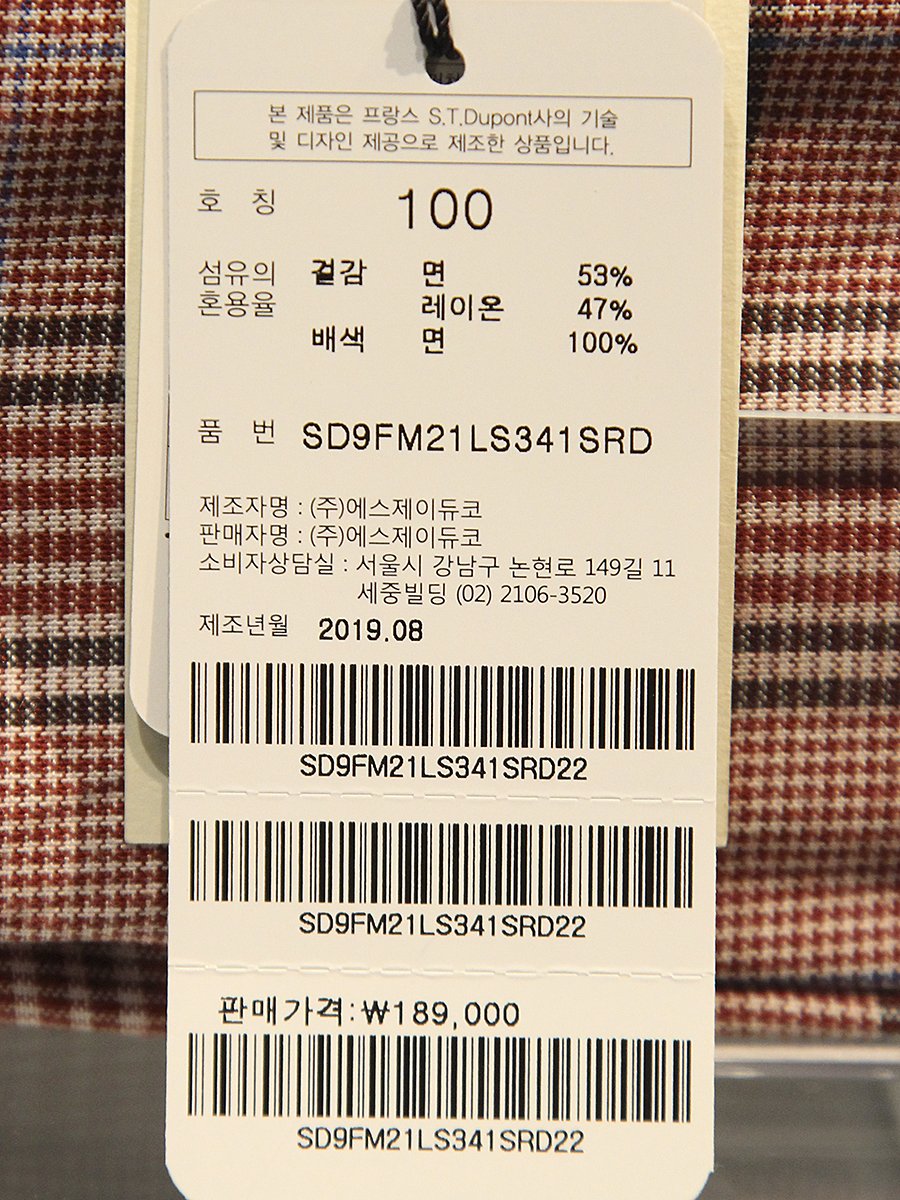 본 제품은 프랑스 S.T.Dupont사의 기술
및 디자인 제공으로 제조한 상품입니다.
호 칭 100
섬유의 겉감 면 53%
혼용율 레이온 47%
배색 면 100%
품 번 SD9FM21LS341SRD
제조자명 : (주)에스제이듀코
판매자명 : (주)에스제이듀코
소비자상담실 : 서울시 강남구 논현로 149길 11
세중빌딩 (02) 2106-3520
제조년월 2019.08
SD9FM21LS341SRD22
SD9FM21LS341SRD22
판매가격:₩189,000
SD9FM21LS341SRD22